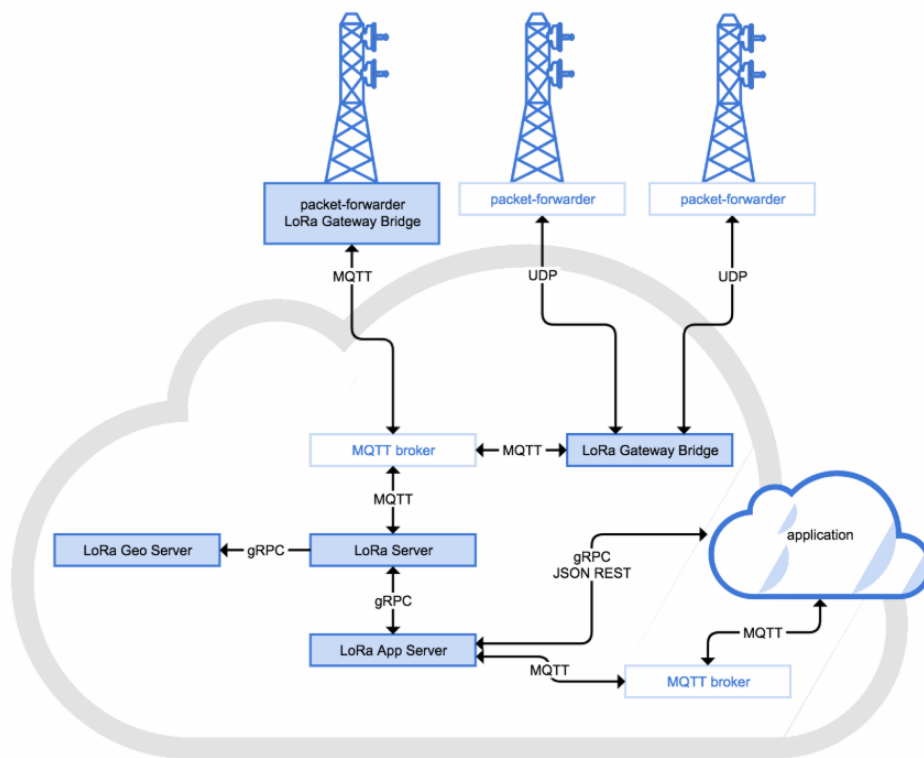 packet-forwarder
LoRa Gateway Bridge
packet-forwarder
packet-forwarder
MQTT
UDP
UDP
MQTT broker
MQTT
LoRa Gateway Bridge
MQTT
LoRa Geo Server
gRPC
LoRa Server
gRPC
JSON REST
application
gRPC
LoRa App Server
MQTT
MQTT
MQTT broker